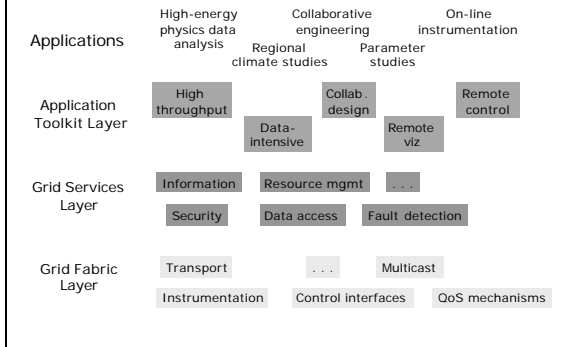 Applications
High-energy
physics data
analysis
Regional
climate studies
Collaborative
engineering
Parameter
studies
On-line
instrumentation
Application
Toolkit Layer
High
throughput
Data-
intensive
Collab.
design
Remote
viz
Remote
control
Grid Services
Layer
Information
Resource mgmt
. . .
Security
Data access
Fault detection
Grid Fabric
Layer
Transport
. . .
Multicast
Instrumentation
Control interfaces
QoS mechanisms